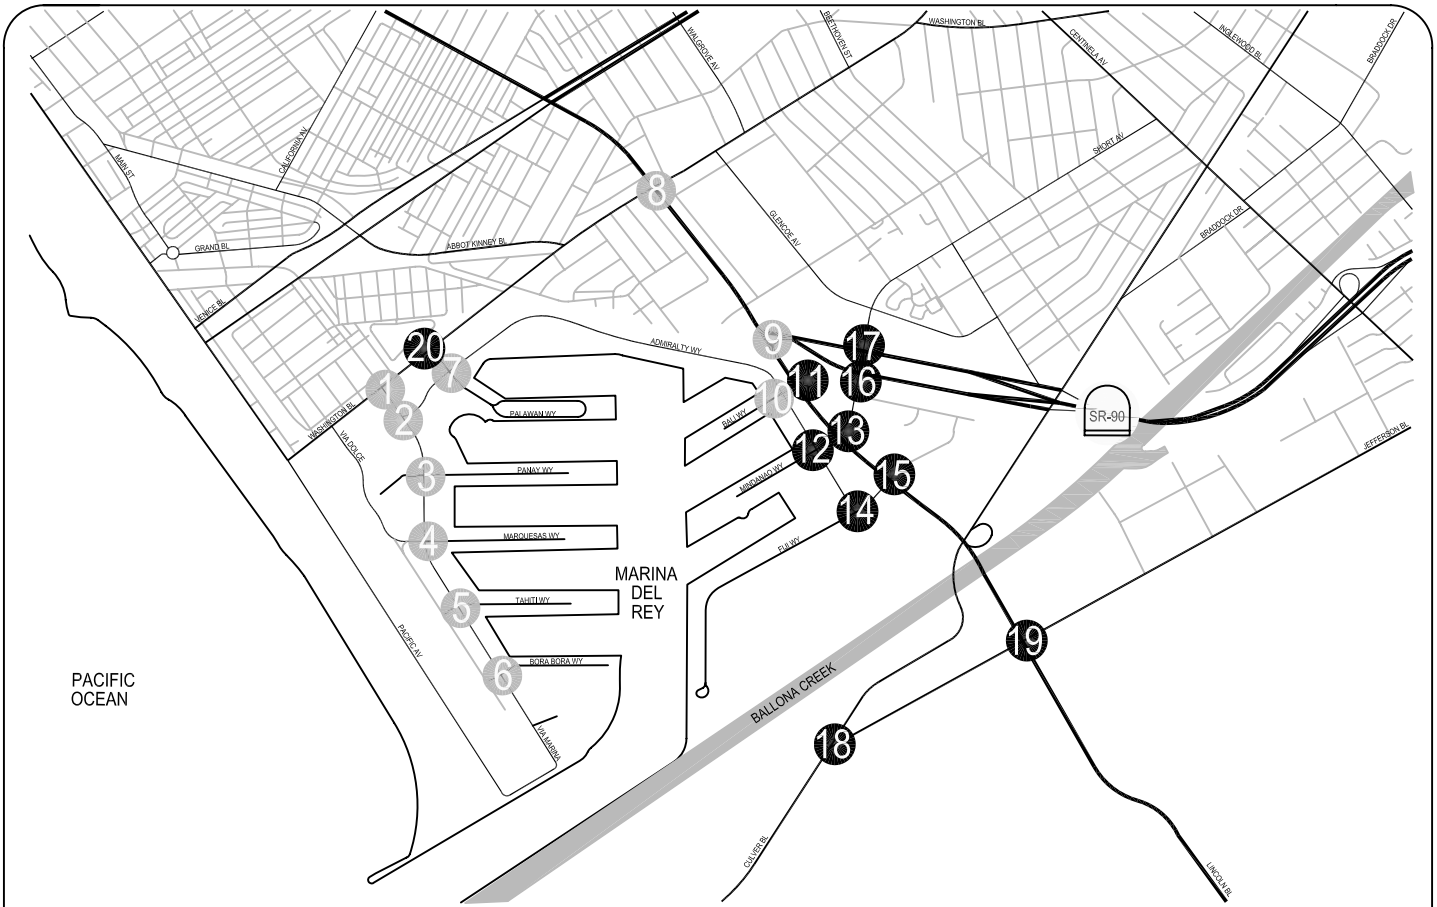 WASHINGTON BL
BEETHOVEN ST
WALGROVE AV
CENTINELA AV
INGLEWOOD BL
BRADDOCK DR
CALIFORNIA AV
MAIN ST
SHORT AV
8
GLENCOE AV
BRADDOCK DR
GRAND BL
ABBOT KINNEY BL
VENICE BL
20
7
ADMIRALTY WY
9
17
11
16
1
2
10
SR-90
PALAWAN WY
BALI WY
WASHINGTON BL
VIA DOLCE
13
12
JEFFERSON BL
3
PANAY WY
MINDANAO WY
15
14
4
MARQUESAS WY
FIJI WY
MARINA
DEL
REY
5
TAHITI WY
PACIFIC AV
19
6
BORA BORA WY
PACIFIC
OCEAN
BALLONA CREEK
VIA MARINA
18
CULVER BL
LINCOLN BL